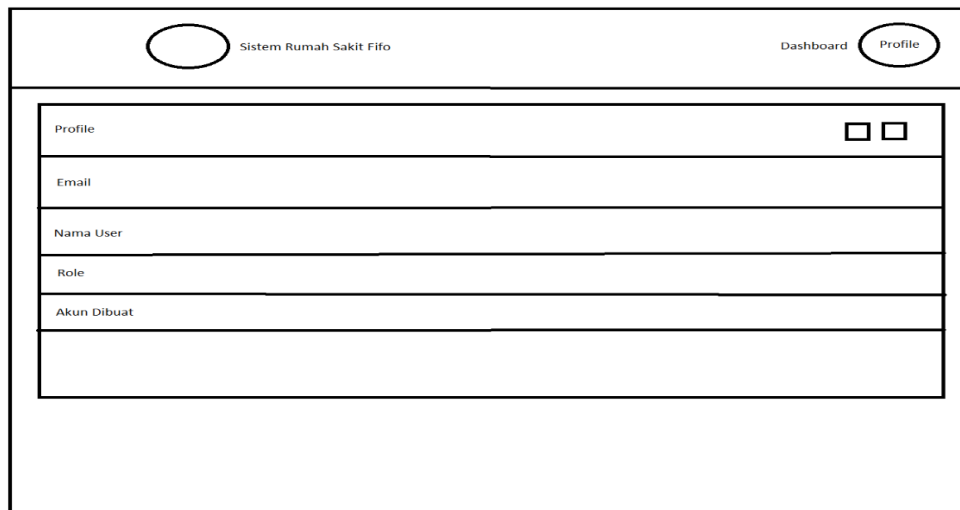 Sistem Rumah Sakit Fifo
Dashboard
Profile
Profile
Email
Nama User
Role
Akun Dibuat